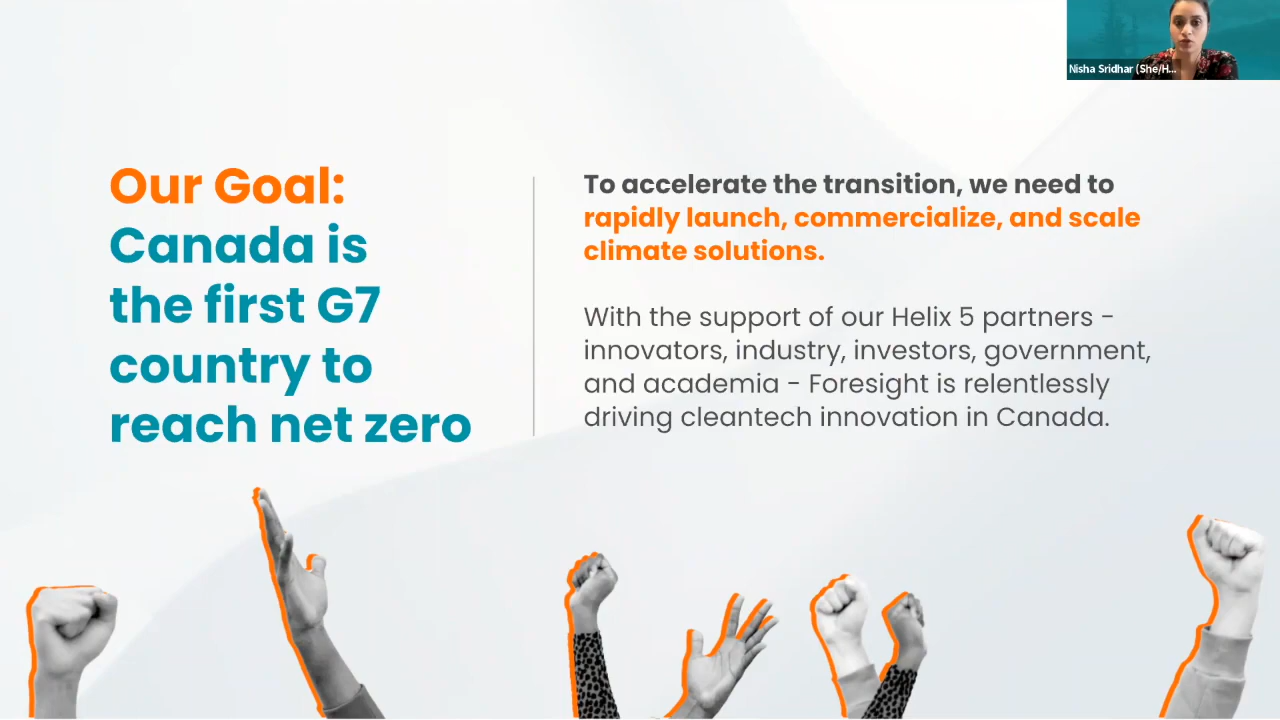 Nisha Sridhar (She/H...
Our Goal:
Canada is
the first G7
country to
reach net zero
To accelerate the transition, we need to
rapidly launch, commercialize, and scale
climate solutions.
With the support of our Helix 5 partners -
innovators, industry, investors, government,
and academia - Foresight is relentlessly
driving cleantech innovation in Canada.